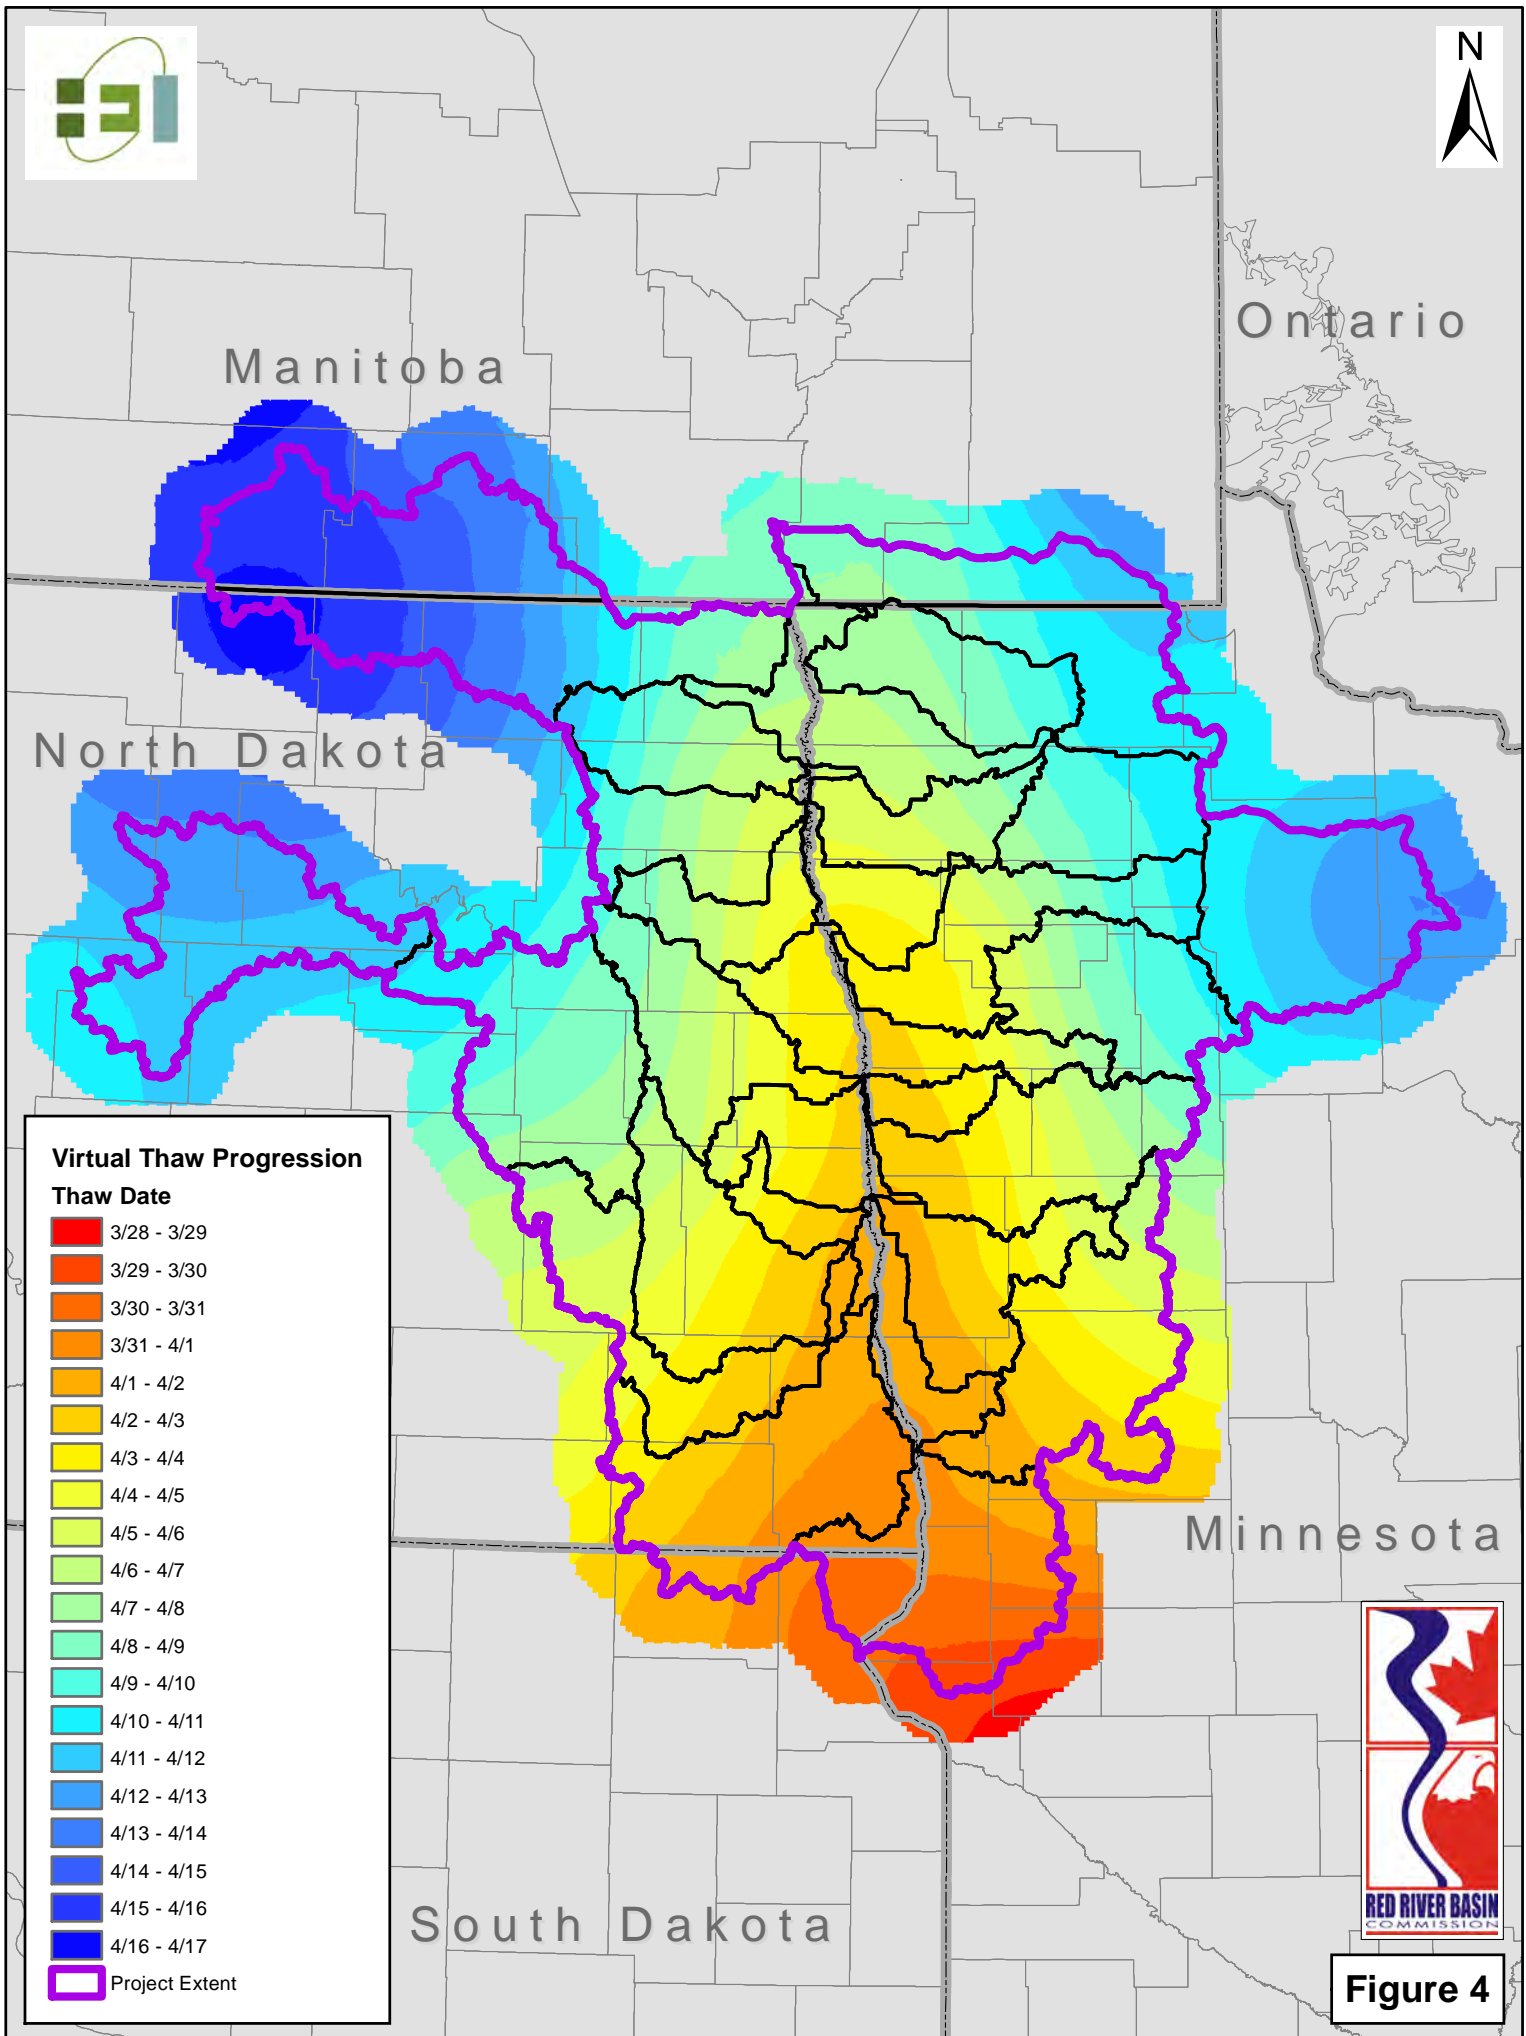 N
Ontario
Manitoba
North Dakota
Virtual Thaw Progression
Thaw Date
3/28 - 3/29
3/29 - 3/30
3/30 - 3/31
3/31 - 4/1
4/1 - 4/2
4/2 - 4/3
4/3 - 4/4
4/4 - 4/5
4/5 - 4/6
4/6 - 4/7
4/7 - 4/8
4/8 - 4/9
4/9 - 4/10
4/10 - 4/11
4/11 - 4/12
4/12 - 4/13
4/13 - 4/14
4/14 - 4/15
4/15 - 4/16
4/16 - 4/17
Project Extent
Minnesota
South Dakota
RED RIVER BASIN
COMMISSION
Figure 4